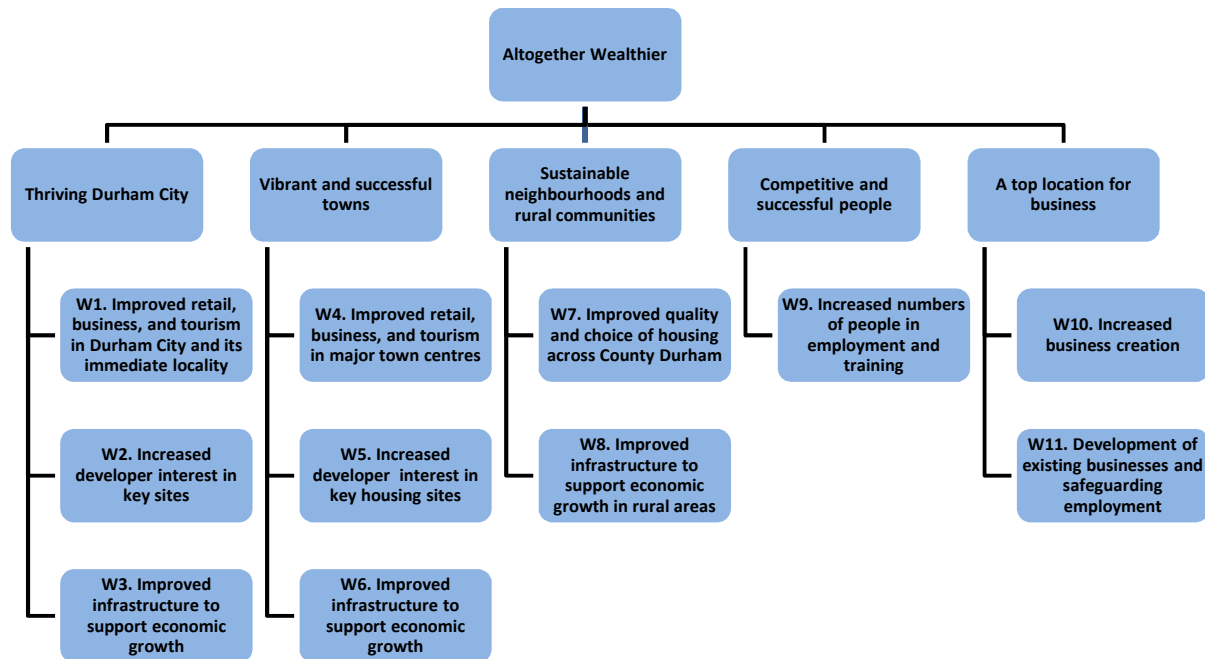 Altogether Wealthier
Thriving Durham City
Vibrant and successful
towns
Sustainable
neighbourhoods and
rural communities
Competitive and
successful people
A top location for
business
W1. Improved retail,
business, and tourism
in Durham City and its
immediate locality
W4. Improved retail,
business, and tourism
in major town centres
W7. Improved quality
and choice of housing
across County Durham
W9. Increased numbers
of people in
employment and
training
W10. Increased
business creation
W2. Increased
developer interest in
key sites
W5. Increased
developer  interest in
key housing sites
W8. Improved
infrastructure to
support economic
growth in rural areas
W11. Development of
existing businesses and
safeguarding
employment
W3. Improved
infrastructure to
support economic
growth
W6. Improved
infrastructure to
support economic
growth